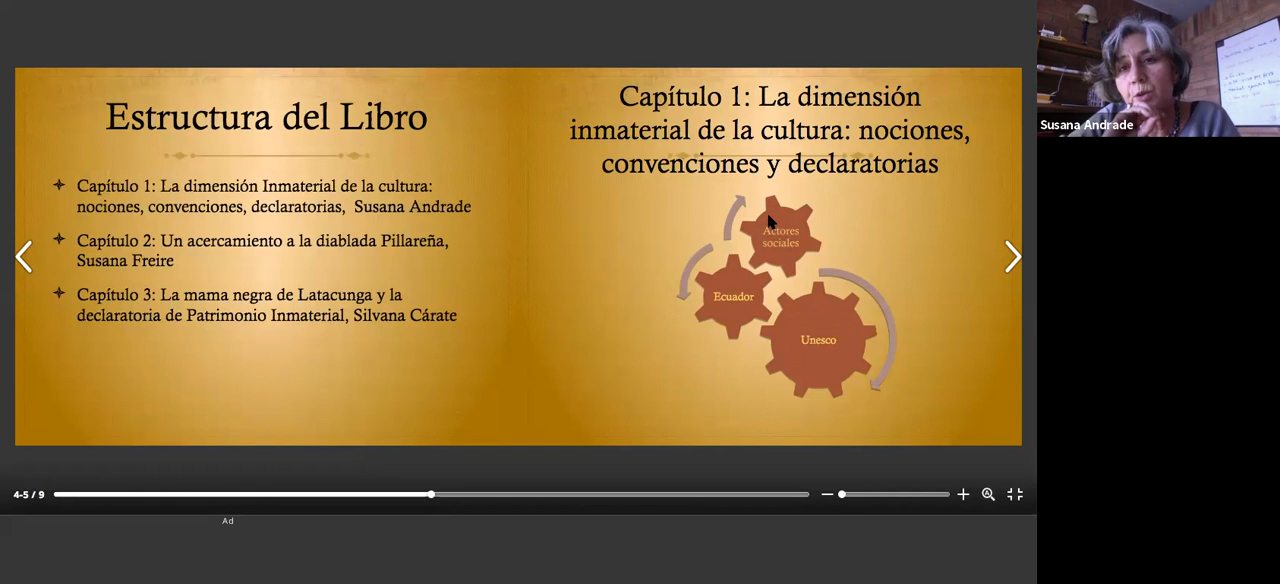 Estructura del Libro
Capítulo 1: La dimensión Inmaterial de la cultura:
nociones, convenciones, declaratorias, Susana Andrade
Capítulo 2: Un acercamiento a la diablada Pillareña,
Susana Freire
Capítulo 3: La mama negra de Latacunga y la
declaratoria de Patrimonio Inmaterial, Silvana Cárate
Capítulo 1: La dimensión
inmaterial de la cultura: nociones,
convenciones y declaratorias
Actores
sociales
Ecuador
Unesco
Susana Andrade
4-5 / 9
Ad